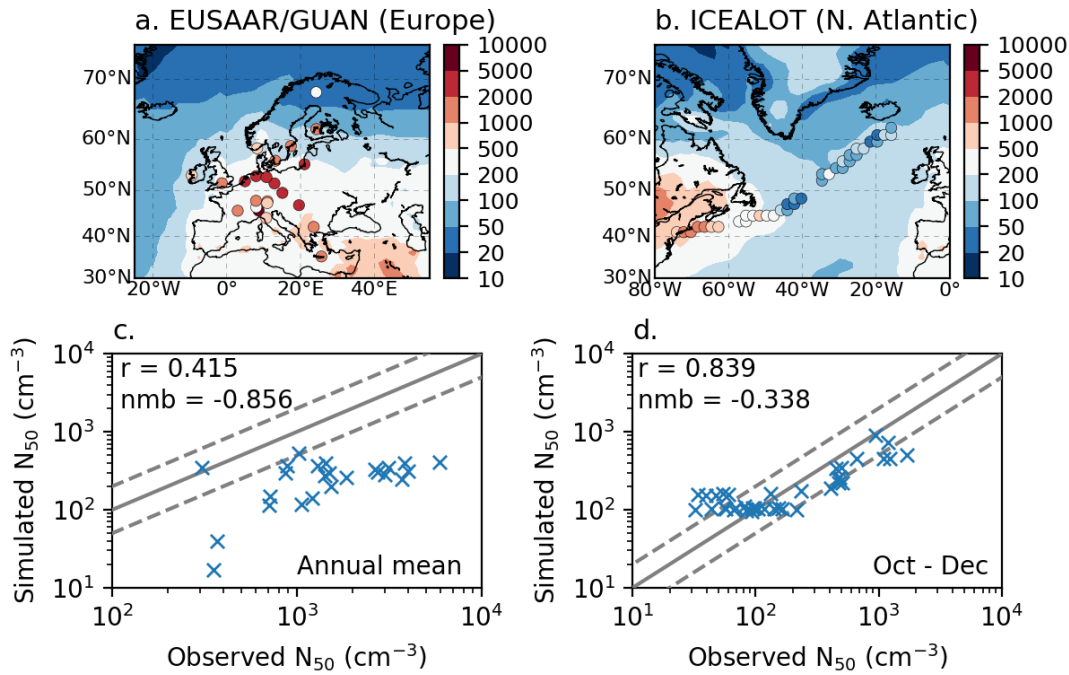 a. EUSAAR/GUAN (Europe)
70°N
60°N
50°N
40°N
30°N
20°W 0° 20°E 40°E
10000
5000
2000
1000
500
200
100
50
20
10
b. ICEALOT (N. Atlantic)
70°N
60°N
50°N
40°N
30°N
80°W 60°W 40°W 20°W 0°
10000
5000
2000
1000
500
200
100
50
20
10
c.
r = 0.415
nmb = -0.856
Annual mean
10⁴
10³
10²
10¹
10² 10³ 10⁴
Simulated N₅₀ (cm⁻³)
Observed N₅₀ (cm⁻³)
d.
r = 0.839
nmb = -0.338
Oct - Dec
10⁴
10³
10²
10¹
10¹ 10² 10³ 10⁴
Simulated N₅₀ (cm⁻³)
Observed N₅₀ (cm⁻³)